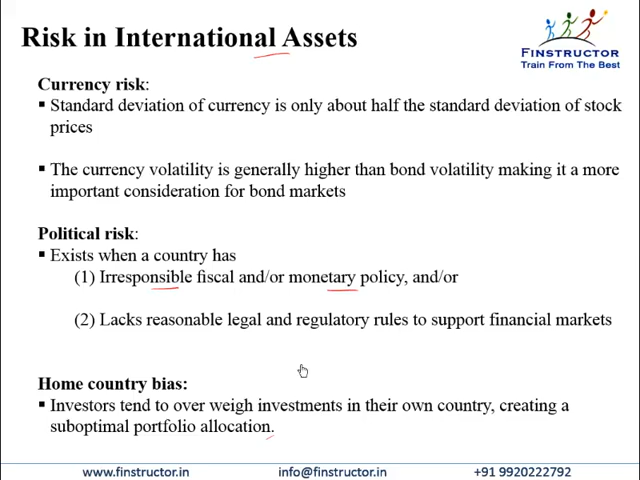 Risk in International Assets
FINSTRUCTOR
Train From The Best
Currency risk:
▪ Standard deviation of currency is only about half the standard deviation of stock
prices
▪ The currency volatility is generally higher than bond volatility making it a more
important consideration for bond markets
Political risk:
▪ Exists when a country has
(1) Irresponsible fiscal and/or monetary policy, and/or
(2) Lacks reasonable legal and regulatory rules to support financial markets
Home country bias:
▪ Investors tend to over weigh investments in their own country, creating a
suboptimal portfolio allocation.
www.finstructor.in info@finstructor.in +91 9920222792